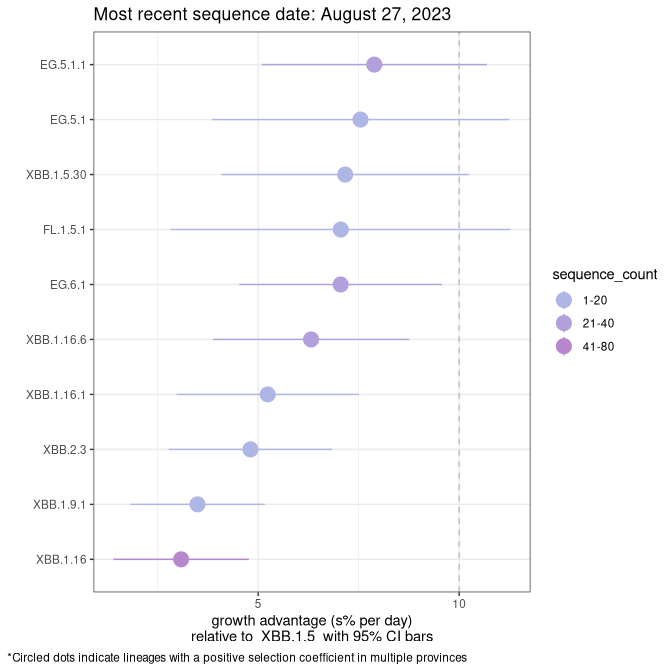 Most recent sequence date: August 27, 2023
EG.5.1.1
EG.5.1
XBB.1.5.30
FL.1.5.1
EG.6.1
XBB.1.16.6
XBB.1.16.1
XBB.2.3
XBB.1.9.1
XBB.1.16
5 10
growth advantage (s% per day)
relative to XBB.1.5 with 95% CI bars
sequence_count
1-20
21-40
41-80
*Circled dots indicate lineages with a positive selection coefficient in multiple provinces